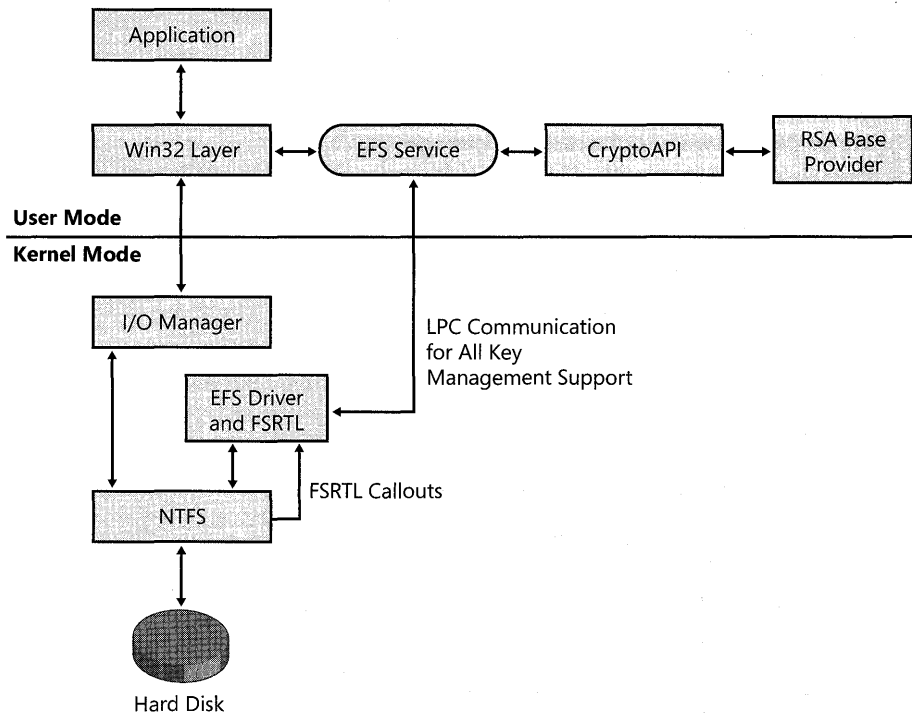 Application
Win32 Layer
EFS Service
CryptoAPI
RSA Base
Provider
User Mode
Kernel Mode
I/O Manager
LPC Communication
for All Key
Management Support
EFS Driver
and FSRTL
FSRTL Callouts
NTFS
Hard Disk